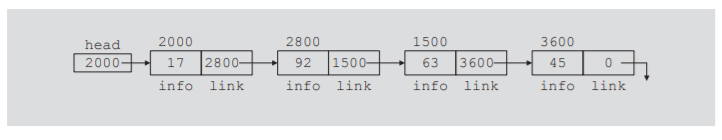 head 2000 2800 1500 3600
2000 17 2800 92 1500 63 3600 45 0
info link info link info link info link